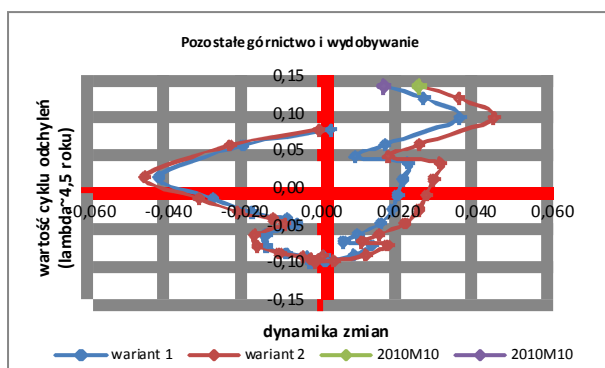 Pozostałe górnictwo i wydobywanie
wartość cyklu odchyleń
(lambda~4,5 roku)
0,15
0,10
0,05
0,00
-0,05
-0,10
-0,15
-0,060 -0,040 -0,020 0,000 0,020 0,040 0,060
dynamika zmian
wariant 1 wariant 2 2010M10 2010M10